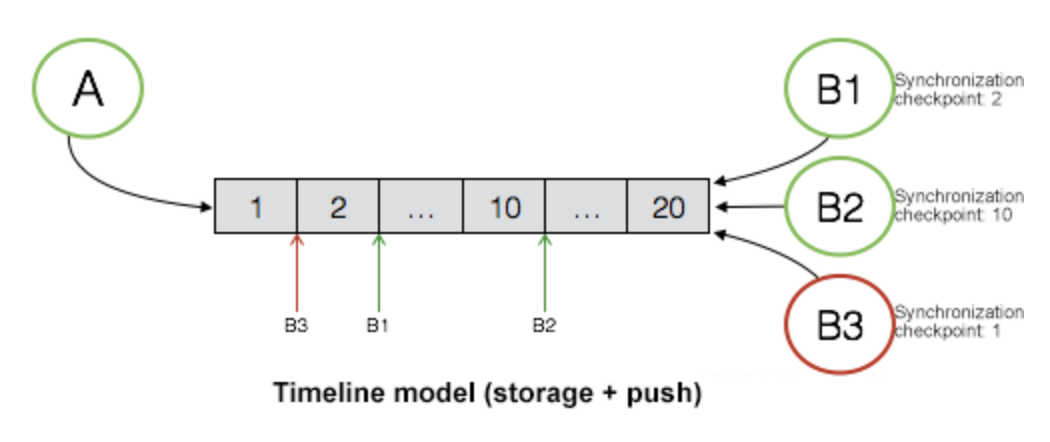 A
B1
Synchronization
checkpoint: 2
1 2 ... 10 ... 20
B2
Synchronization
checkpoint: 10
B3
Synchronization
checkpoint: 1
B3 B1 B2
Timeline model (storage + push)